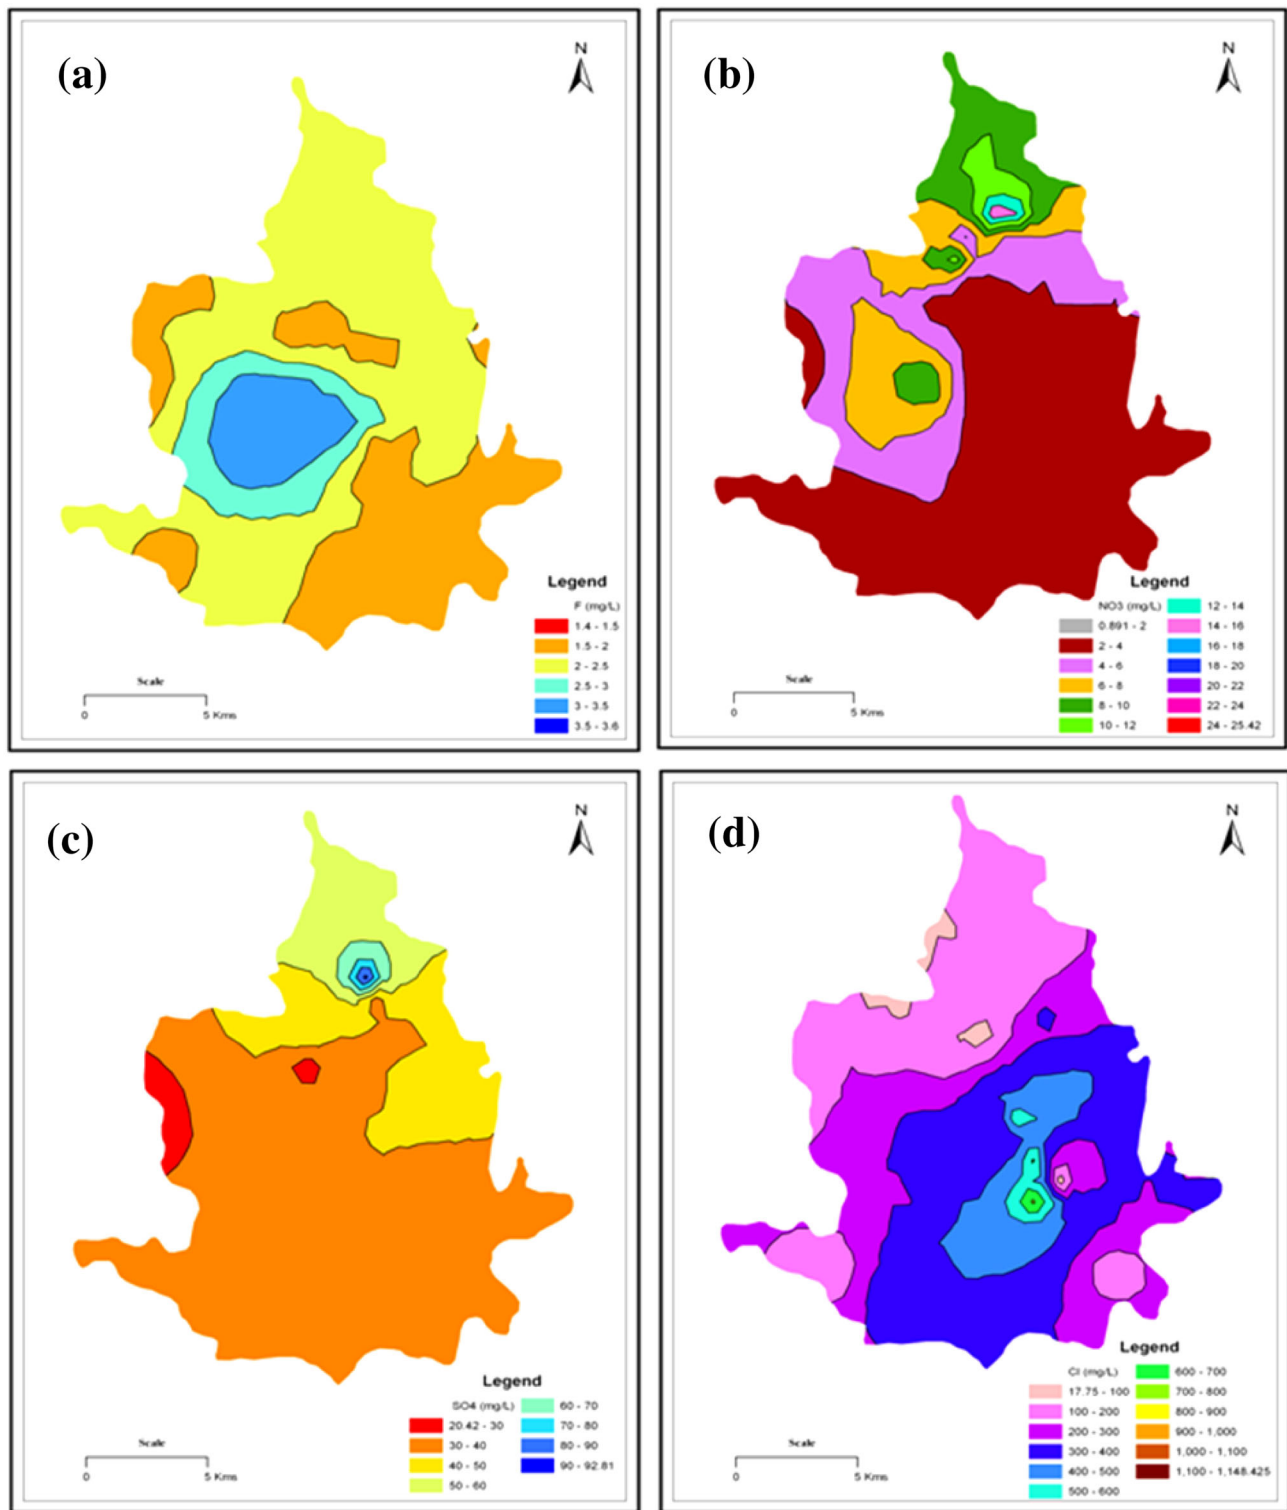 (a)
N
Legend
F (mg/L)
1.4 - 1.5
1.5 - 2
2 - 2.5
2.5 - 3
3 - 3.5
3.5 - 3.6
Scale
0 5 Kms
(b)
N
Legend
NO3 (mg/L)
0.891 - 2
2 - 4
4 - 6
6 - 8
8 - 10
10 - 12
12 - 14
14 - 16
16 - 18
18 - 20
20 - 22
22 - 24
24 - 25.42
Scale
0 5 Kms
(c)
N
Legend
SO4 (mg/L)
20.42 - 30
30 - 40
40 - 50
50 - 60
60 - 70
70 - 80
80 - 90
90 - 92.81
Scale
0 5 Kms
(d)
N
Legend
Cl (mg/L)
17.75 - 100
100 - 200
200 - 300
300 - 400
400 - 500
500 - 600
600 - 700
700 - 800
800 - 900
900 - 1,000
1,000 - 1,100
1,100 - 1,148.425
Scale
0 5 Kms